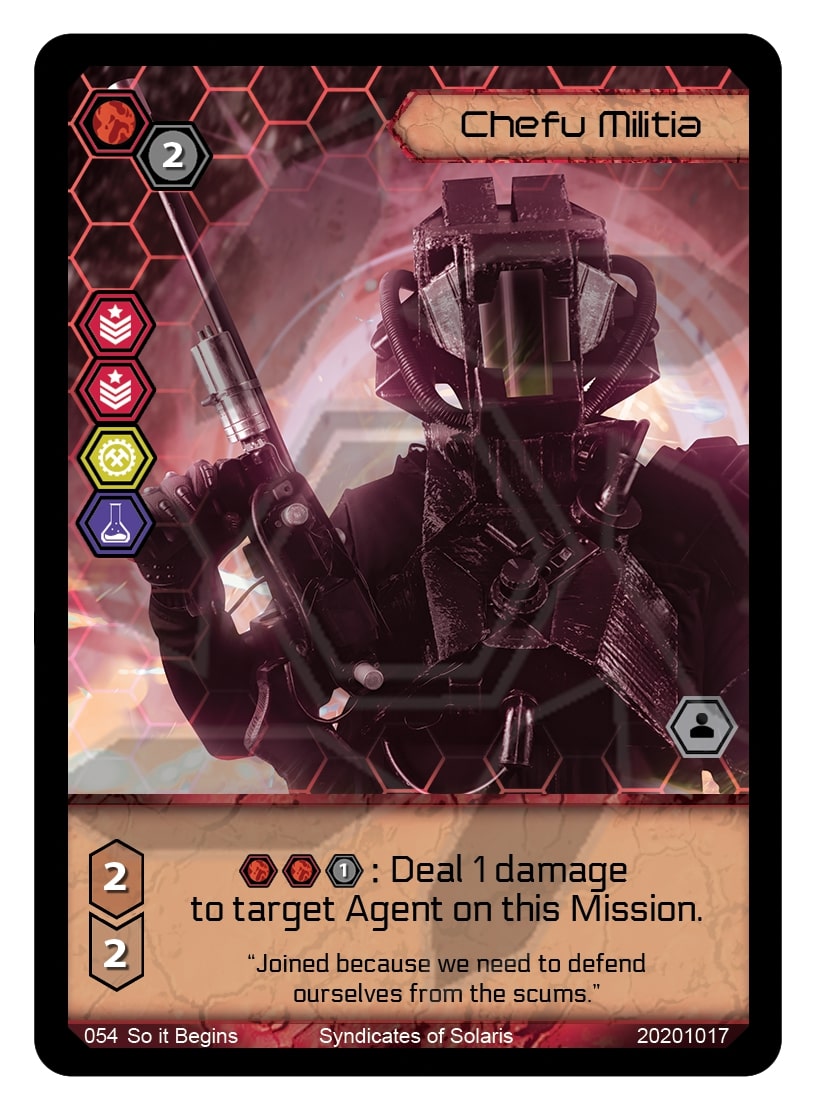 Chefu Militia
2
2
2
1 : Deal 1 damage
to target Agent on this Mission.
“Joined because we need to defend
ourselves from the scums.”
054 So it Begins Syndicates of Solaris 20201017